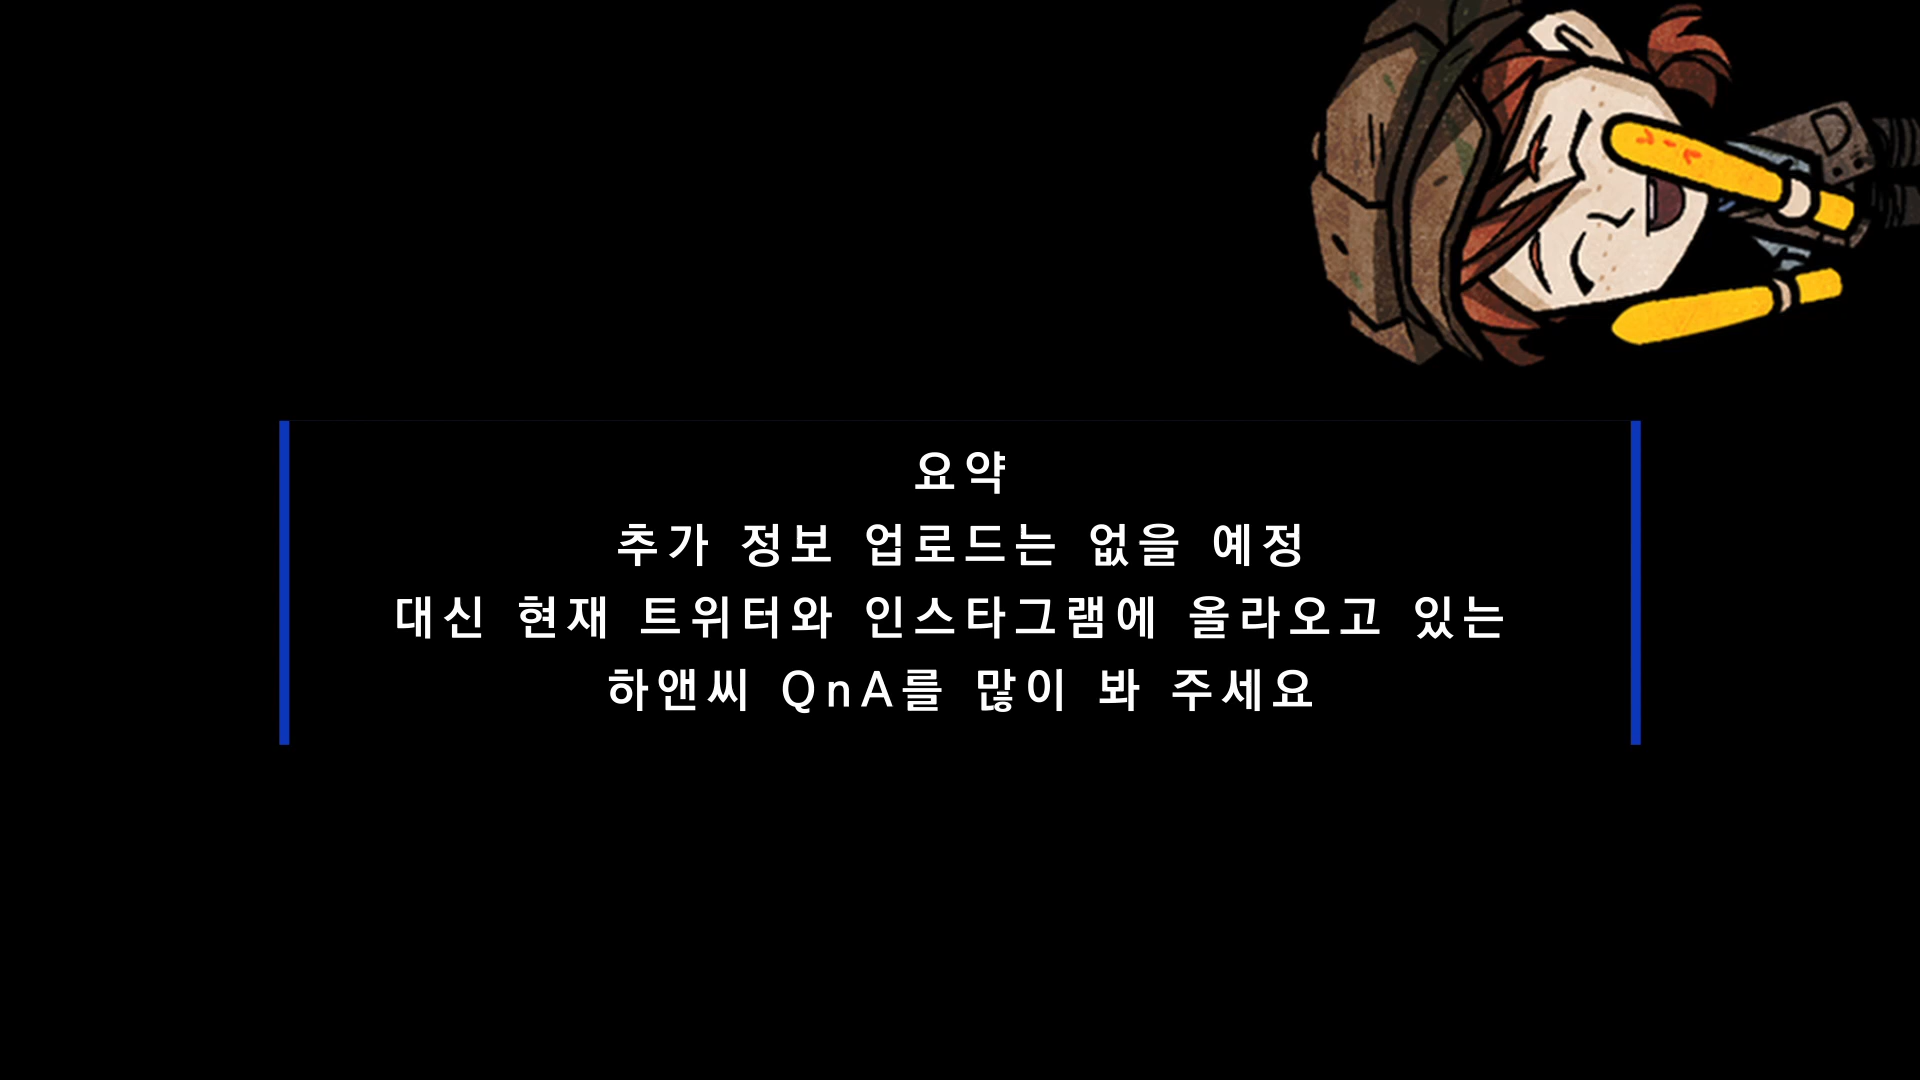 요약
추가 정보 업로드는 없을 예정
대신 현재 트위터와 인스타그램에 올라오고 있는
하앤씨 QnA를 많이 봐 주세요